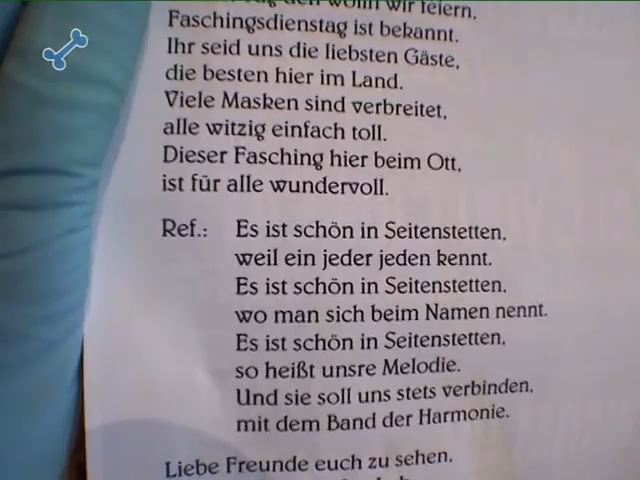 den wolln wir feiern,
Faschingsdienstag ist bekannt.
Ihr seid uns die liebsten Gäste,
die besten hier im Land.
Viele Masken sind verbreitet,
alle witzig einfach toll.
Dieser Fasching hier beim Ott,
ist für alle wundervoll.
Ref.: Es ist schön in Seitenstetten,
weil ein jeder jeden kennt.
Es ist schön in Seitenstetten,
wo man sich beim Namen nennt.
Es ist schön in Seitenstetten,
so heißt unsre Melodie.
Und sie soll uns stets verbinden,
mit dem Band der Harmonie.
Liebe Freunde euch zu sehen,